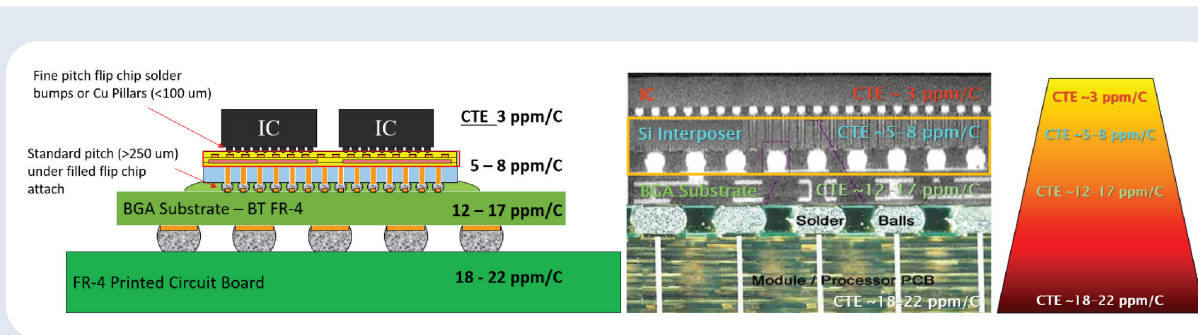 Fine pitch flip chip solder
bumps or Cu Pillars (<100 um)
IC
IC
CTE 3 ppm/C
Standard pitch (>250 um)
under filled flip chip
attach
5 – 8 ppm/C
BGA Substrate – BT FR-4
12 – 17 ppm/C
FR-4 Printed Circuit Board
18 - 22 ppm/C
IC
CTE ~ 3 ppm/C
Si Interposer
CTE ~5- 8 ppm/C
BGA Substrate
CTE ~12-17 ppm/C
Solder Balls
Module / Processor PCB
CTE ~18-22 ppm/C
CTE ~3 ppm/C
CTE ~5-8 ppm/C
CTE ~12-17 ppm/C
CTE ~18-22 ppm/C